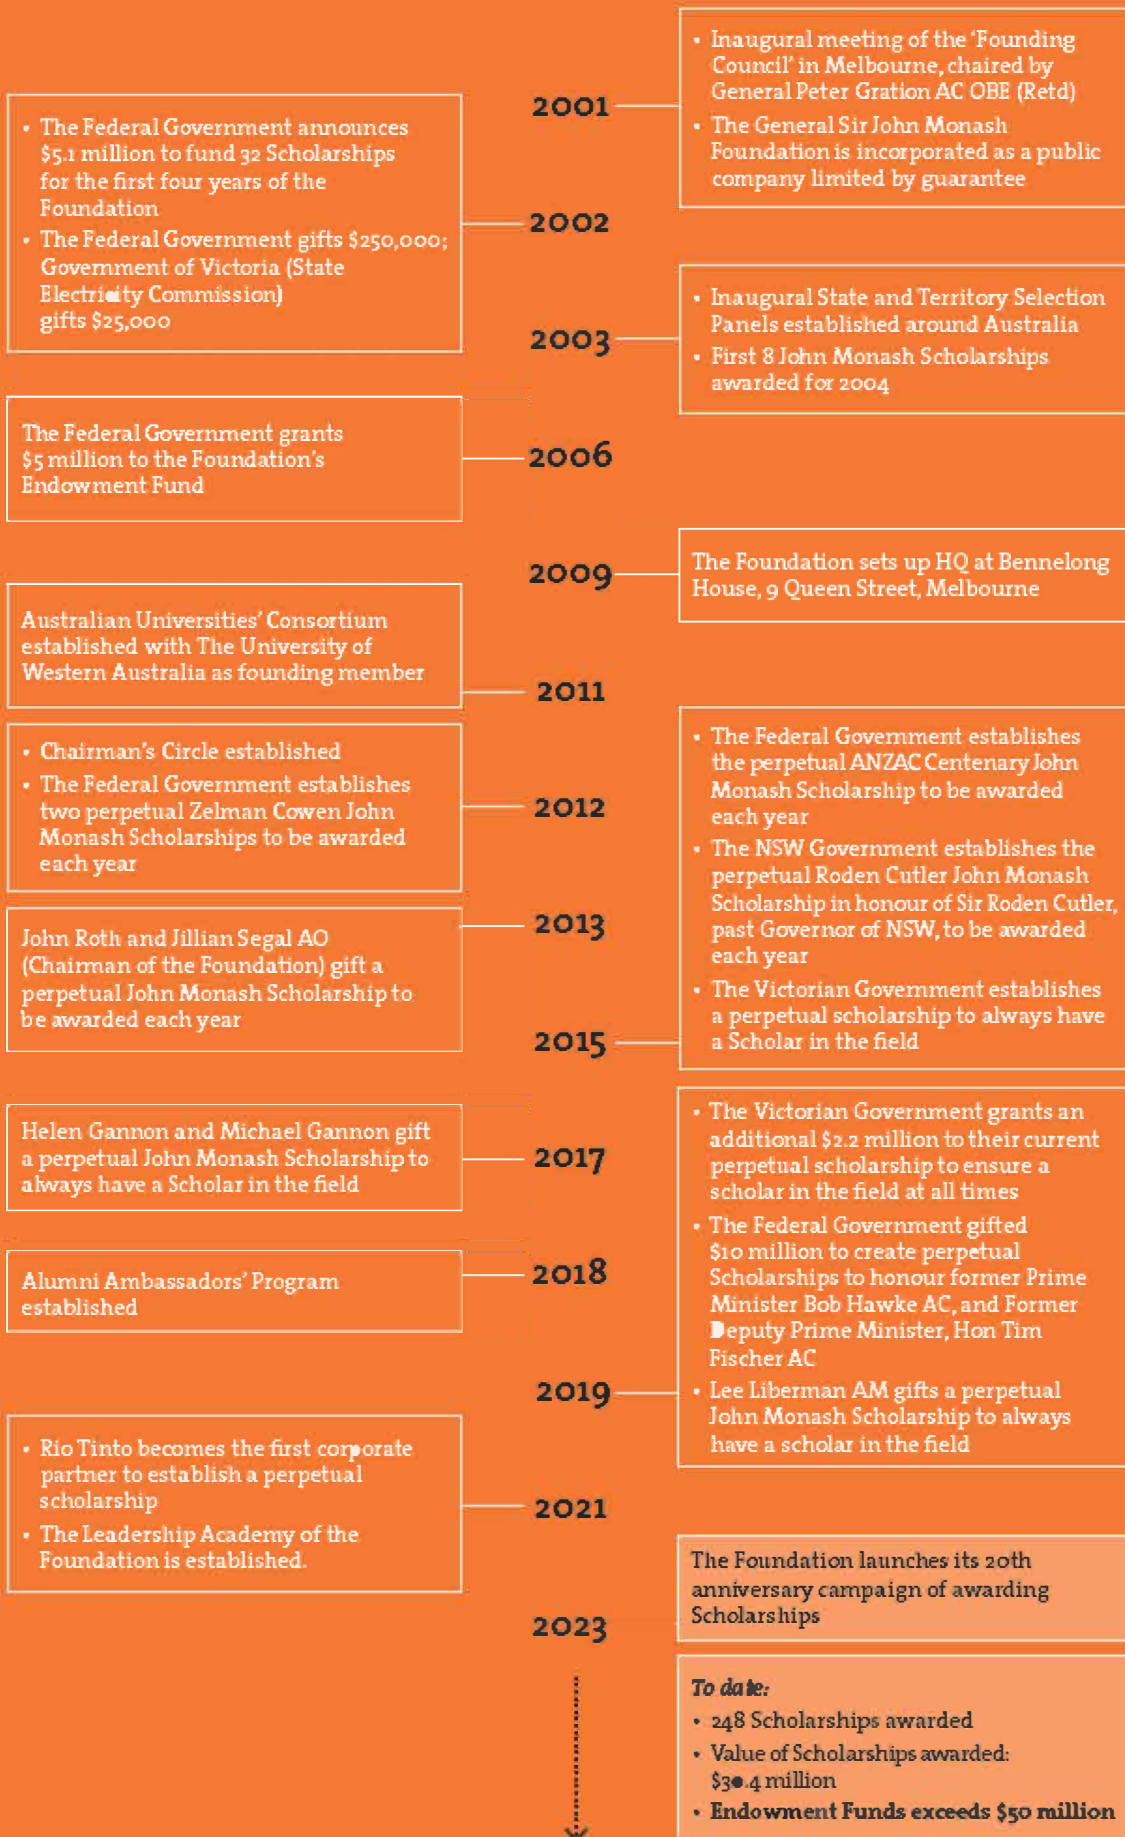 2001
• Inaugural meeting of the ‘Founding
Council’ in Melbourne, chaired by
General Peter Gration AC OBE (Retd)
• The General Sir John Monash
Foundation is incorporated as a public
company limited by guarantee
2002
• The Federal Government announces
$5.1 million to fund 32 Scholarships
for the first four years of the
Foundation
• The Federal Government gifts $250,000;
Government of Victoria (State
Electricity Commission)
gifts $25,000
2003
• Inaugural State and Territory Selection
Panels established around Australia
• First 8 John Monash Scholarships
awarded for 2004
2006
The Federal Government grants
$5 million to the Foundation’s
Endowment Fund
2009
The Foundation sets up HQ at Bennelong
House, 9 Queen Street, Melbourne
2011
Australian Universities’ Consortium
established with The University of
Western Australia as founding member
2012
• Chairman’s Circle established
• The Federal Government establishes
two perpetual Zelman Cowen John
Monash Scholarships to be awarded
each year
2013
John Roth and Jillian Segal AO
(Chairman of the Foundation) gift a
perpetual John Monash Scholarship to
be awarded each year
2015
• The Federal Government establishes
the perpetual ANZAC Centenary John
Monash Scholarship to be awarded
each year
• The NSW Government establishes the
perpetual Roden Cutler John Monash
Scholarship in honour of Sir Roden Cutler,
past Governor of NSW, to be awarded
each year
• The Victorian Government establishes
a perpetual scholarship to always have
a Scholar in the field
2017
Helen Gannon and Michael Gannon gift
a perpetual John Monash Scholarship to
always have a Scholar in the field
2018
Alumni Ambassadors’ Program
established
2019
• The Victorian Government grants an
additional $2.2 million to their current
perpetual scholarship to ensure a
scholar in the field at all times
• The Federal Government gifted
$10 million to create perpetual
Scholarships to honour former Prime
Minister Bob Hawke AC, and Former
Deputy Prime Minister, Hon Tim
Fischer AC
• Lee Liberman AM gifts a perpetual
John Monash Scholarship to always
have a scholar in the field
2021
• Rio Tinto becomes the first corporate
partner to establish a perpetual
scholarship
• The Leadership Academy of the
Foundation is established.
2023
The Foundation launches its 20th
anniversary campaign of awarding
Scholarships
To date:
• 248 Scholarships awarded
• Value of Scholarships awarded:
$30.4 million
• Endowment Funds exceeds $50 million